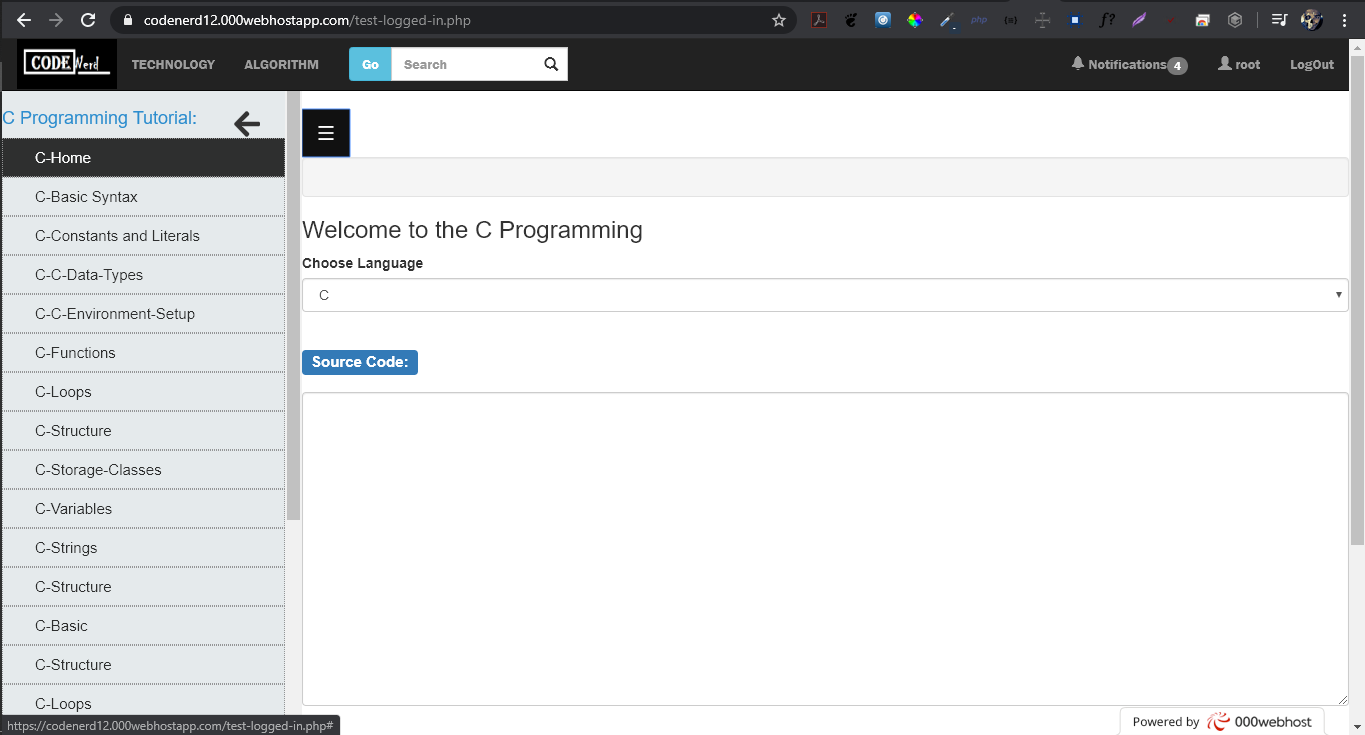 codenerd12.000webhostapp.com/test-logged-in.php
php
f?
CODE Nerd
TECHNOLOGY
ALGORITHM
Go
Search
Notifications 4
root
LogOut
C Programming Tutorial:
C-Home
C-Basic Syntax
C-Constants and Literals
C-C-Data-Types
C-C-Environment-Setup
C-Functions
C-Loops
C-Structure
C-Storage-Classes
C-Variables
C-Strings
C-Structure
C-Basic
C-Structure
C-Loops
Welcome to the C Programming
Choose Language
C
Source Code:
https://codenerd12.000webhostapp.com/test-logged-in.php#
Powered by 000webhost